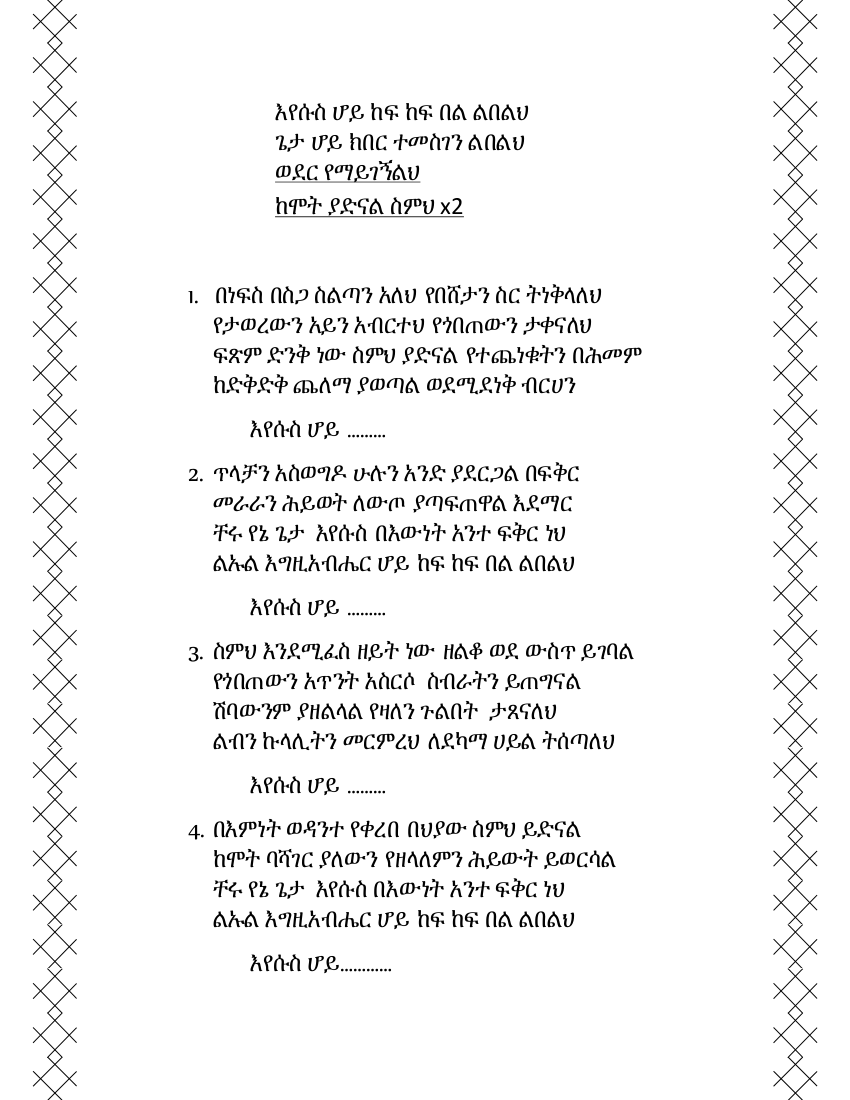 እየሱስ ሆይ ከፍ ከፍ በል ልበልህ
ጌታ ሆይ ክበር ተመስገን ልበልህ
ወደር የማይገኝልህ
ከሞት ያድናል ስምህ x2
1. በነፍስ በስጋ ስልጣን አለህ የበሽታን ስር ትነቅላለህ
የታወረውን አይን አብርተህ የጎበጠውን ታቀናለህ
ፍጽም ድንቅ ነው ስምህ ያድናል የተጨነቁትን በሕመም
ከድቅድቅ ጨለማ ያወጣል ወደሚደነቅ ብርሀን
እየሱስ ሆይ .........
2. ጥላቻን አስወግዶ ሁሉን አንድ ያደርጋል በፍቅር
መራራን ሕይወት ለውጦ ያጣፍጠዋል እደማር
ቸሩ የኔ ጌታ እየሱስ በእውነት አንተ ፍቅር ነህ
ልኡል እግዚአብሔር ሆይ ከፍ ከፍ በል ልበልህ
እየሱስ ሆይ .........
3. ስምህ እንደሚፈስ ዘይት ነው ዘልቆ ወደ ውስጥ ይገባል
የጎበጠውን አጥንት አስርሶ ስብራትን ይጠግናል
ሽባውንም ያዘልላል የዛለን ጉልበት ታጸናለህ
ልብን ኩላሊትን መርምረህ ለደካማ ሀይል ትሰጣለህ
እየሱስ ሆይ .........
4. በእምነት ወዳንተ የቀረበ በህያው ስምህ ይድናል
ከሞት ባሻገር ያለውን የዘላለምን ሕይወት ይወርሳል
ቸሩ የኔ ጌታ እየሱስ በእውነት አንተ ፍቅር ነህ
ልኡል እግዚአብሔር ሆይ ከፍ ከፍ በል ልበልህ
እየሱስ ሆይ............